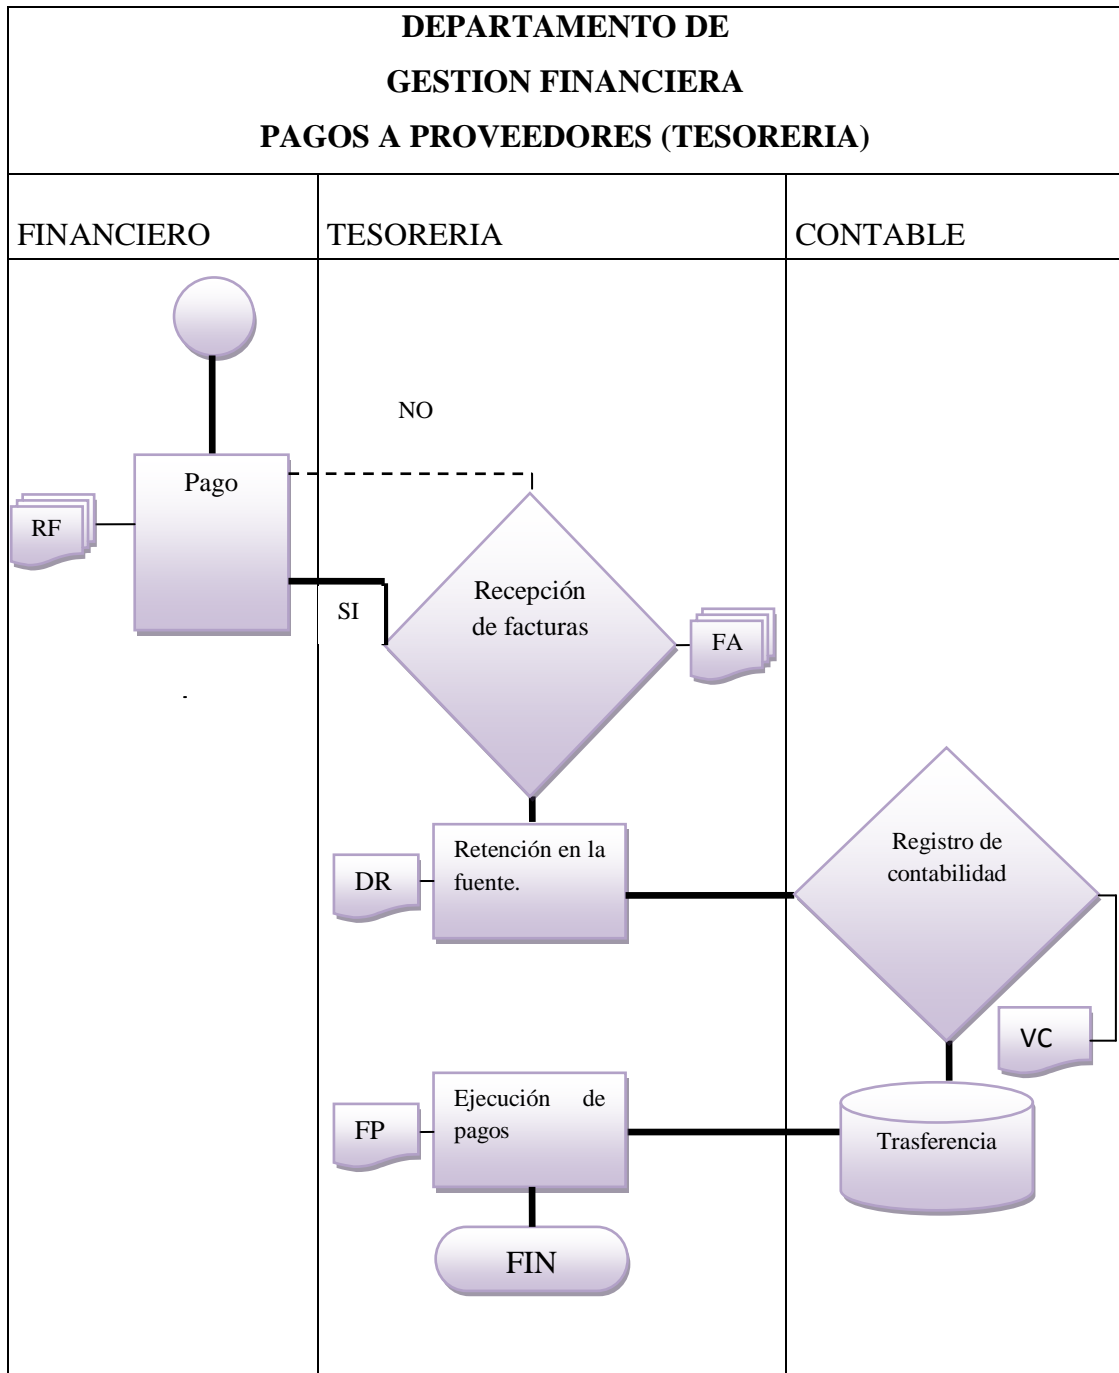 DEPARTAMENTO DE
GESTION FINANCIERA
PAGOS A PROVEEDORES (TESORERIA)
FINANCIERO
TESORERIA
CONTABLE
NO
Pago
RF
SI
Recepción
de facturas
FA
Registro de
contabilidad
Retención en la
fuente.
DR
VC
Ejecución de
pagos
FP
Trasferencia
FIN